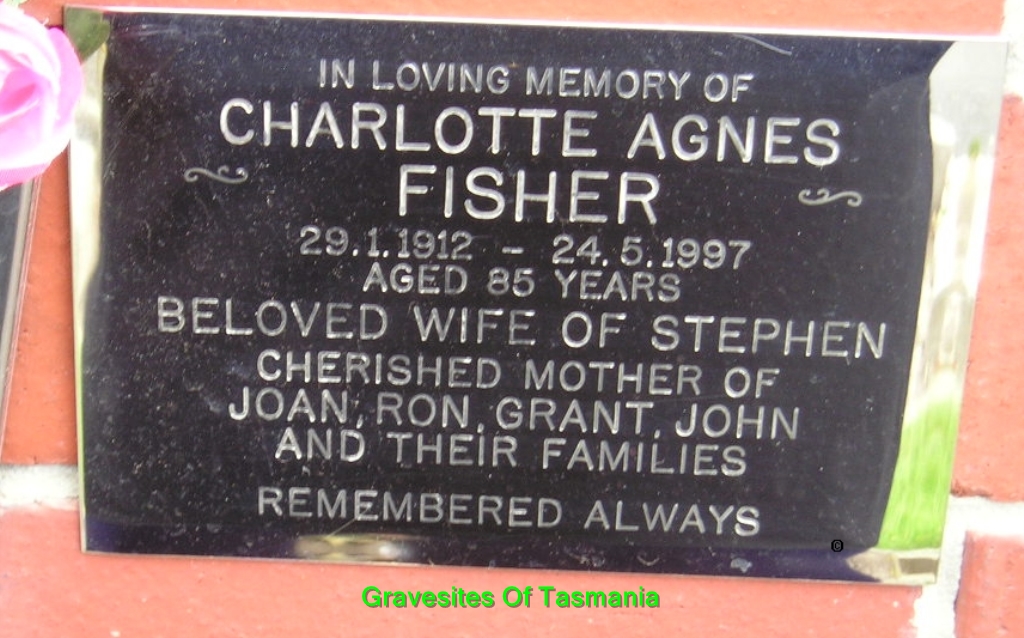 IN LOVING MEMORY OF
CHARLOTTE AGNES
FISHER
29.1.1912 - 24.5.1997
AGED 85 YEARS
BELOVED WIFE OF STEPHEN
CHERISHED MOTHER OF
JOAN, RON, GRANT, JOHN
AND THEIR FAMILIES
REMEMBERED ALWAYS
©
Gravesites Of Tasmania